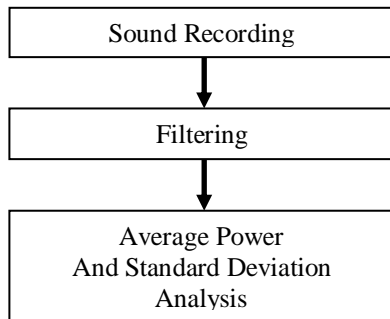 Sound Recording
Filtering
Average Power
And Standard Deviation
Analysis